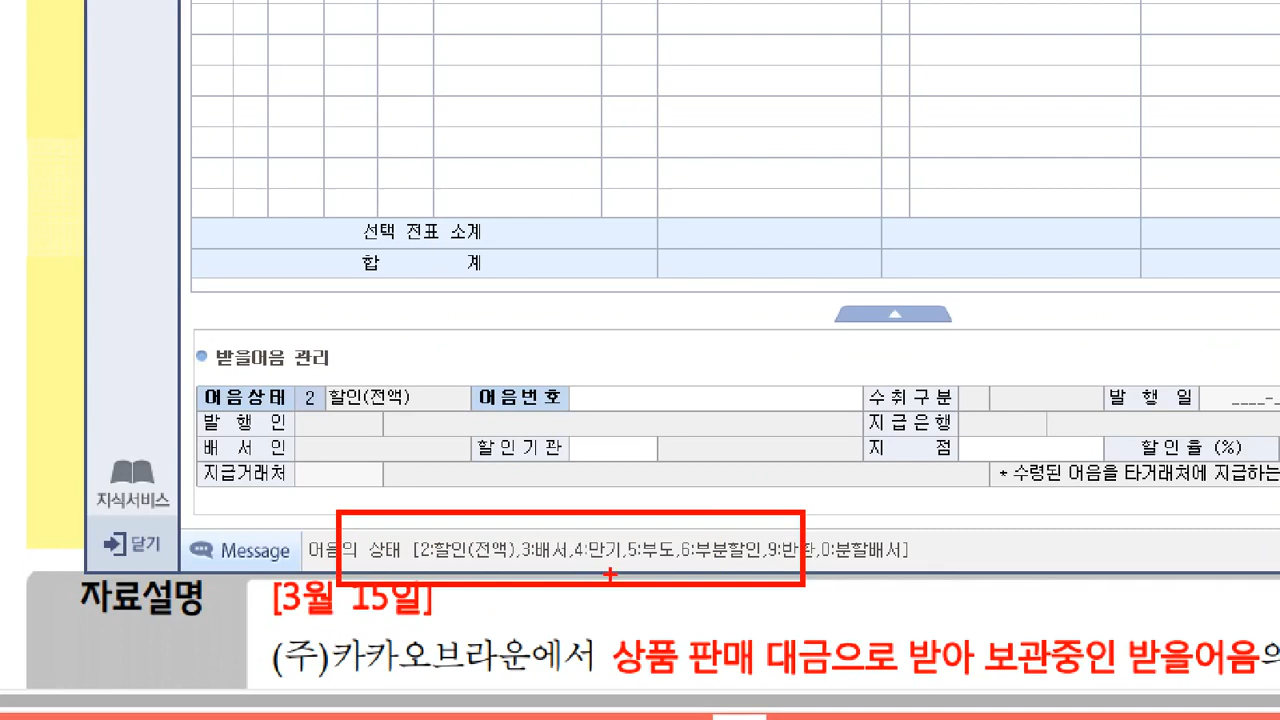 선택 전표 소계
합 계
받을어음 관리
어음상태 2 할인(전액) 어음번호 수취구분 발 행 일 ____-_
발 행 인 지급은행
배 서 인 할인기관 지 점 할인율 (%)
지급거래처 * 수령된 어음을 타거래처에 지급하는
지식서비스
닫기
Message 어음의 상태 [2:할인(전액),3:배서,4:만기,5:부도,6:부분할인,9:반환,0:분할배서]
자료설명 [3월 15일]
(주)카카오브라운에서 상품 판매 대금으로 받아 보관중인 받을어음의